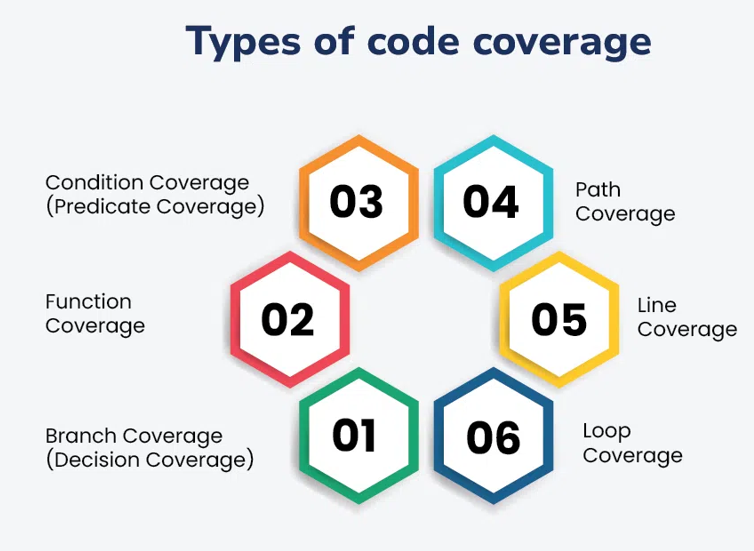 Types of code coverage
Condition Coverage
(Predicate Coverage)
03
04
Path
Coverage
Function
Coverage
02
05
Line
Coverage
Branch Coverage
(Decision Coverage)
01
06
Loop
Coverage